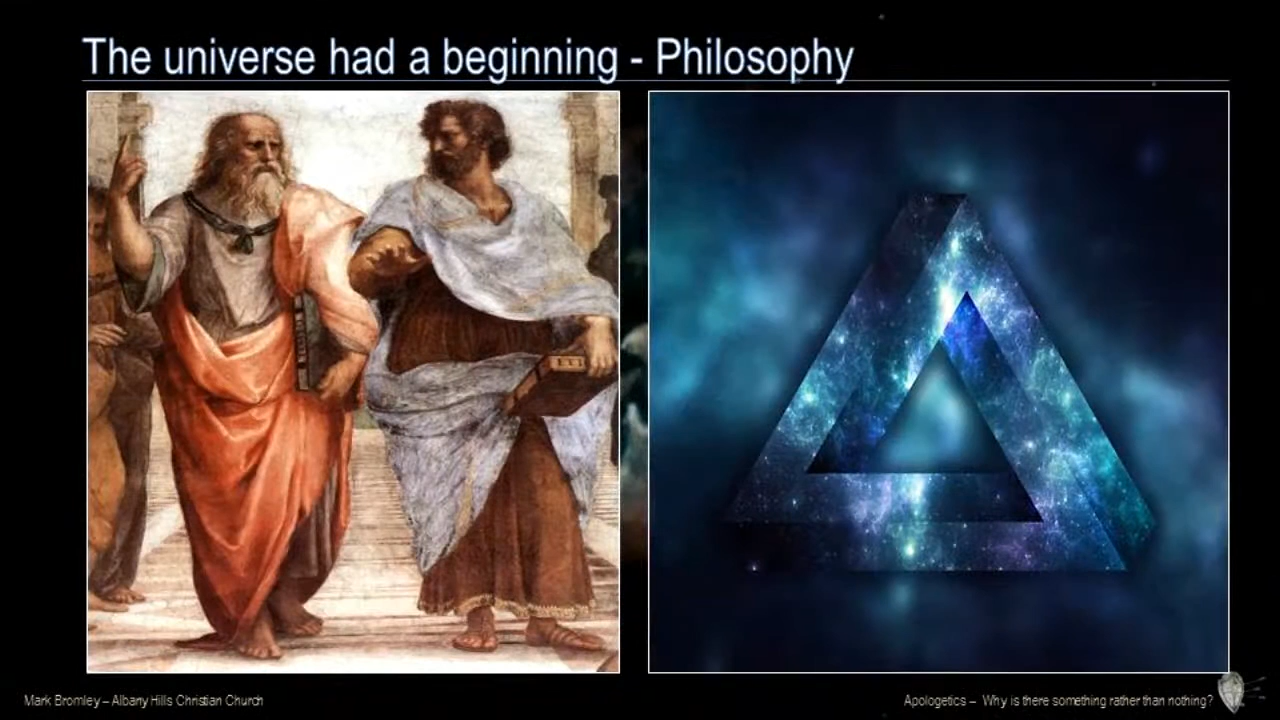 The universe had a beginning - Philosophy
Mark Bromley – Albany Hills Christian Church
Apologetics – Why is there something rather than nothing?